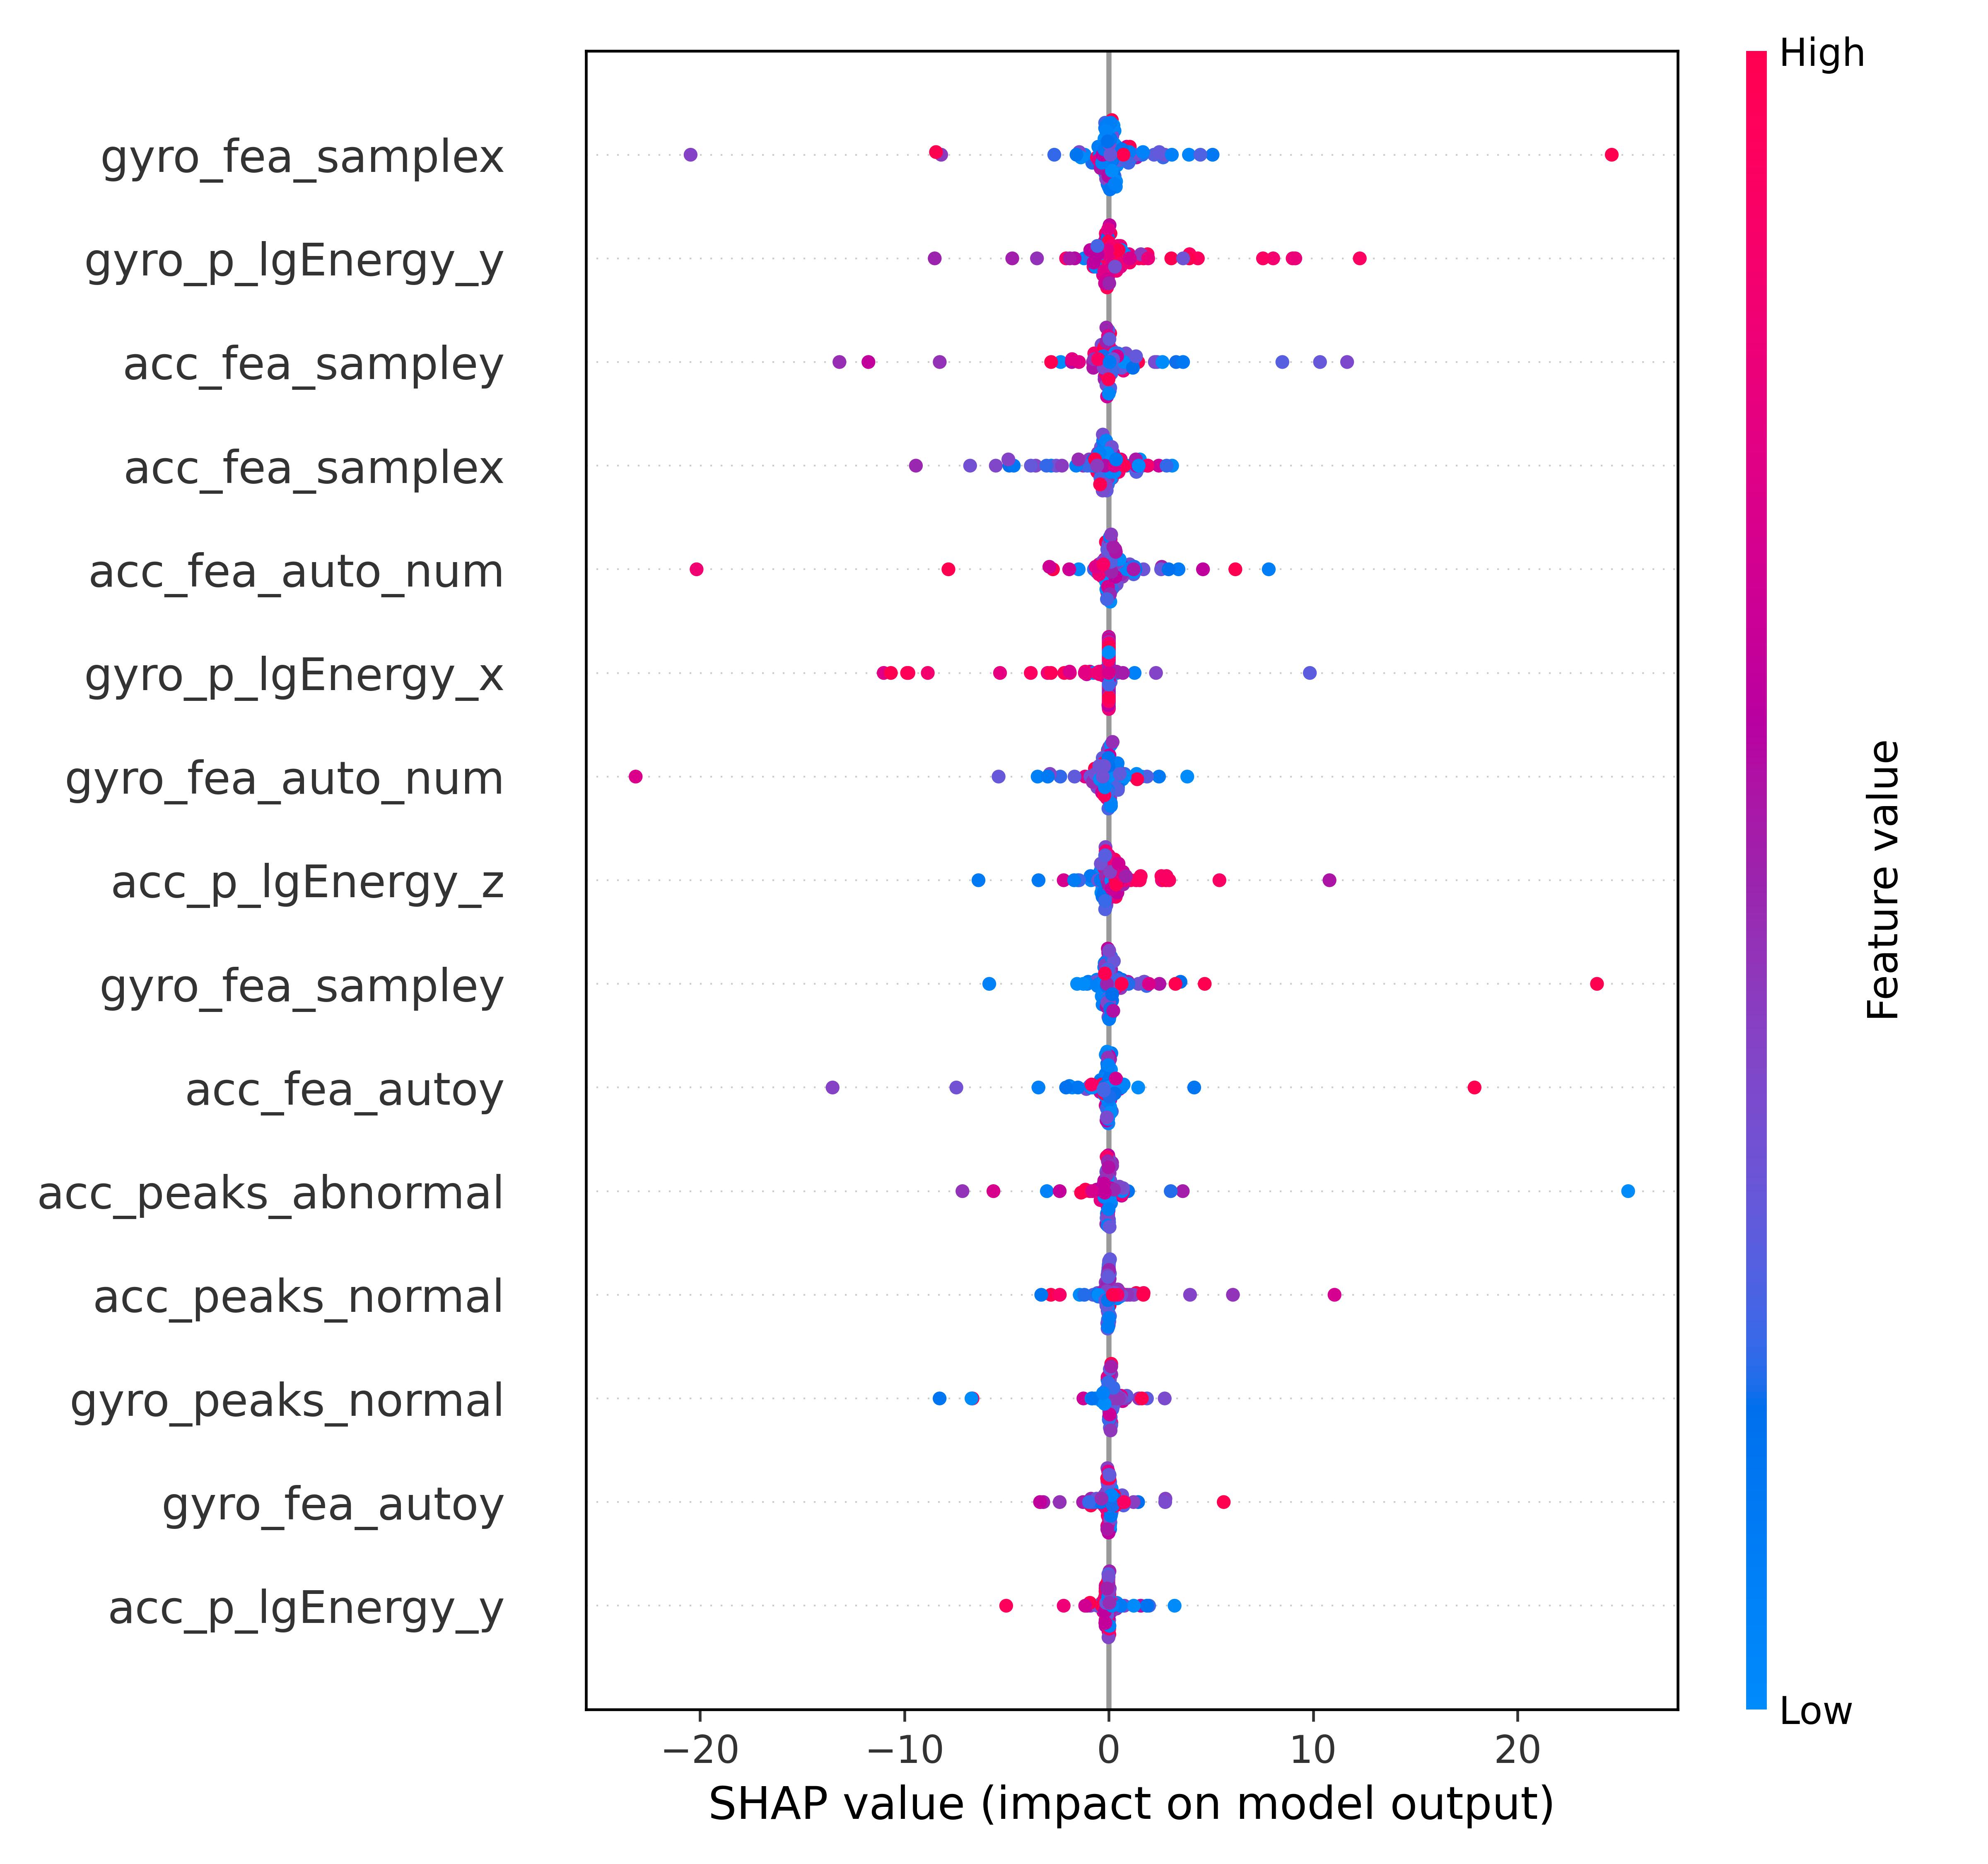 High
gyro_fea_samplex
gyro_p_lgEnergy_y
acc_fea_sampley
acc_fea_samplex
acc_fea_auto_num
gyro_p_lgEnergy_x
gyro_fea_auto_num
acc_p_lgEnergy_z
gyro_fea_sampley
acc_fea_autoy
acc_peaks_abnormal
acc_peaks_normal
gyro_peaks_normal
gyro_fea_autoy
acc_p_lgEnergy_y
Feature value
Low
−20 −10 0 10 20
SHAP value (impact on model output)